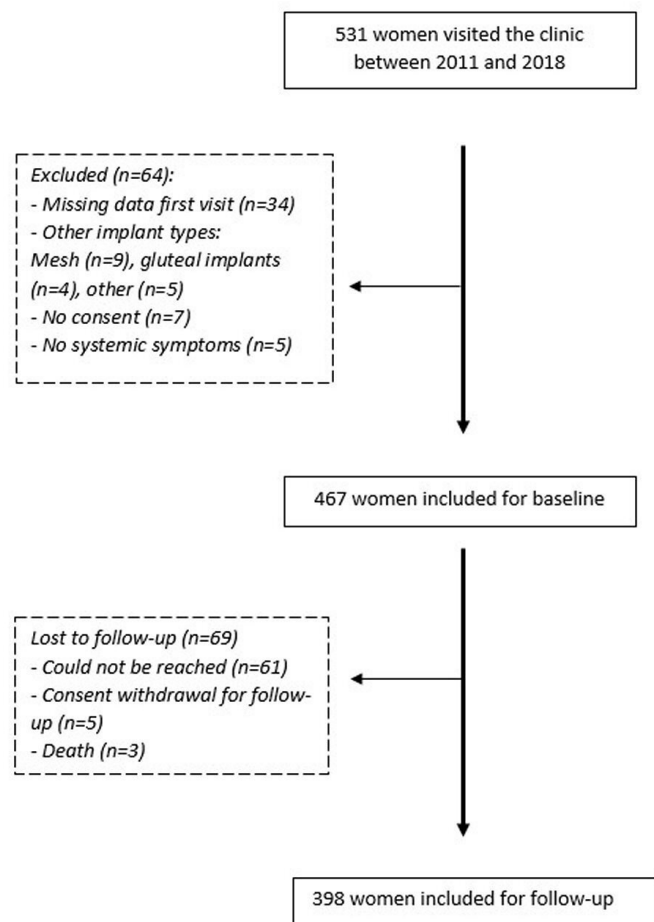 531 women visited the clinic
between 2011 and 2018
Excluded (n=64):
- Missing data first visit (n=34)
- Other implant types:
Mesh (n=9), gluteal implants
(n=4), other (n=5)
- No consent (n=7)
- No systemic symptoms (n=5)
467 women included for baseline
Lost to follow-up (n=69)
- Could not be reached (n=61)
- Consent withdrawal for follow-
up (n=5)
- Death (n=3)
398 women included for follow-up